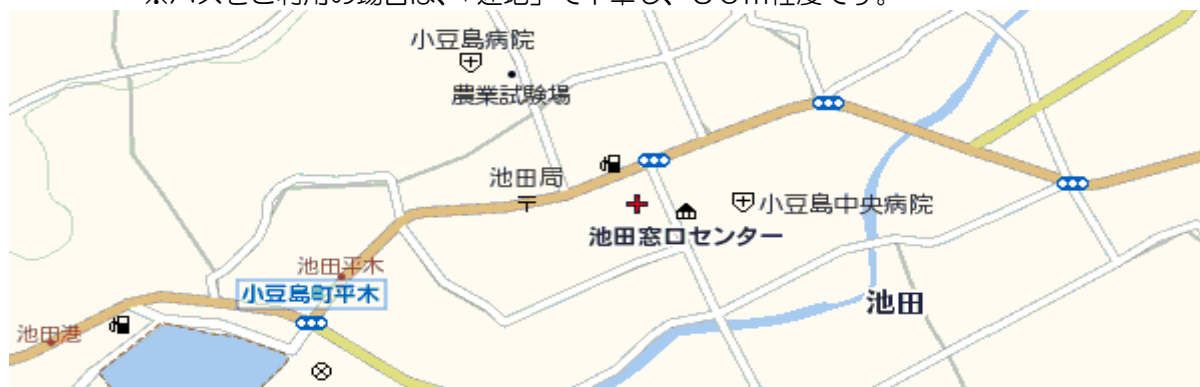 小豆島病院
農業試験場
池田局
小豆島中央病院
池田窓口センター
池田平木
小豆島町平木
池田
池田港